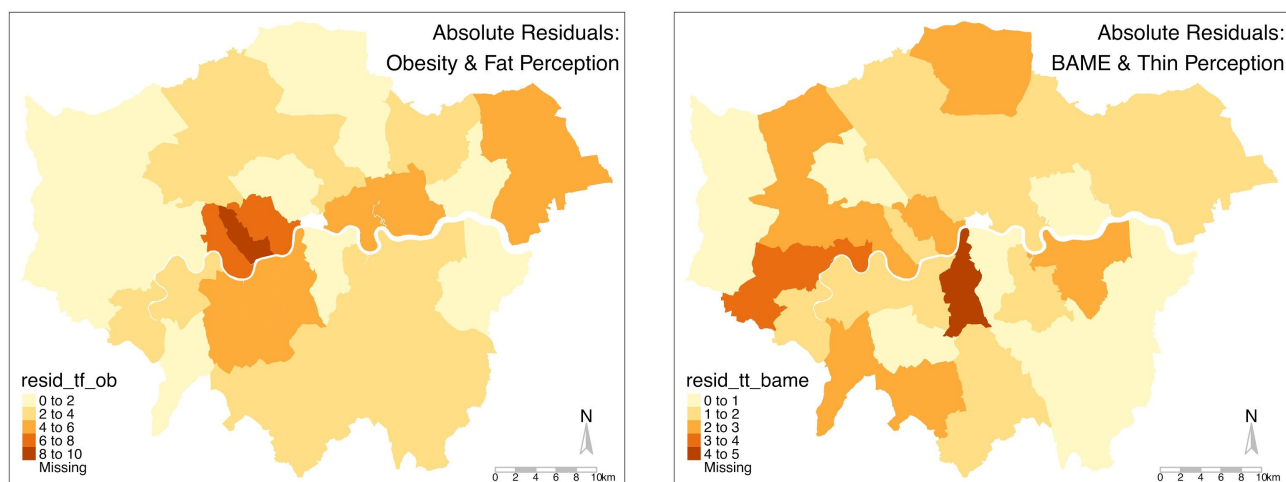 Absolute Residuals:
Obesity & Fat Perception
resid_tf_ob
0 to 2
2 to 4
4 to 6
6 to 8
8 to 10
Missing
N
0 2 4 6 8 10km
Absolute Residuals:
BAME & Thin Perception
resid_tt_bame
0 to 1
1 to 2
2 to 3
3 to 4
4 to 5
Missing
N
0 2 4 6 8 10km